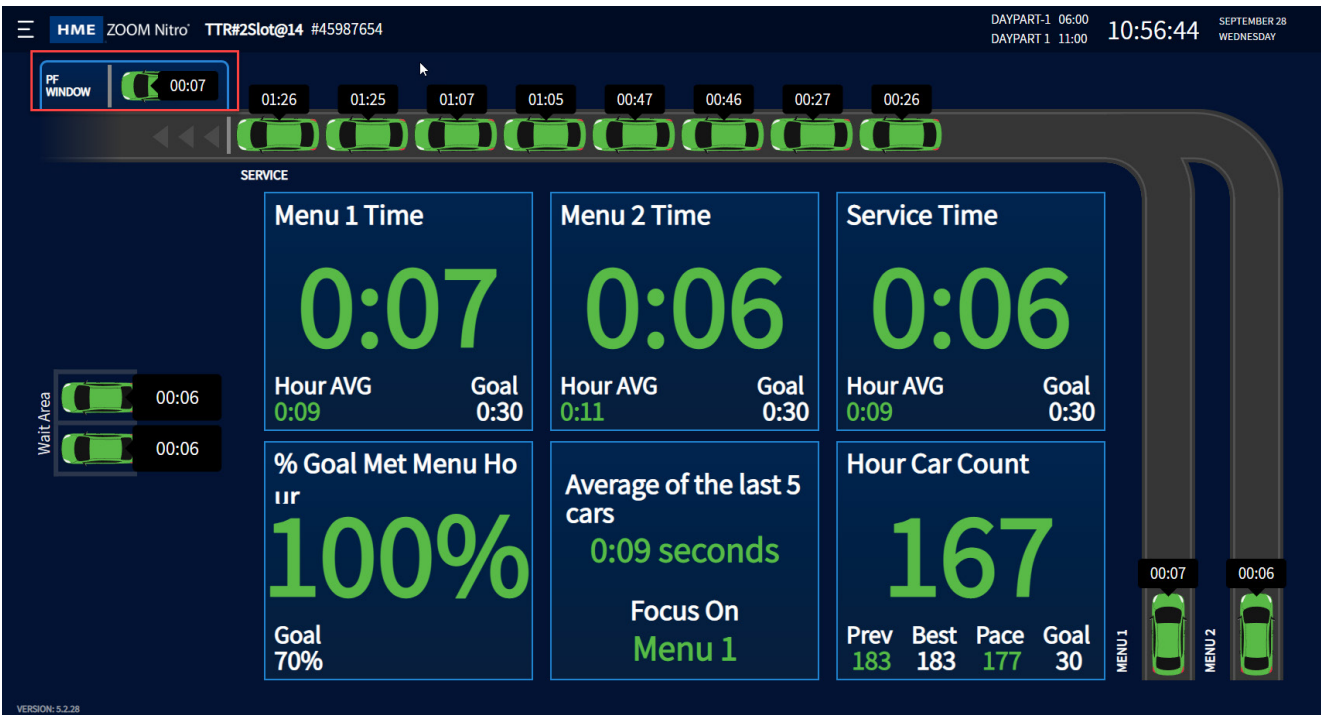 HME ZOOM Nitro® TTR#2Slot@14 #45987654
DAYPART-1 06:00
DAYPART 1 11:00
10:56:44
SEPTEMBER 28
WEDNESDAY
PF
WINDOW
00:07
01:26 01:25 01:07 01:05 00:47 00:46 00:27 00:26
SERVICE
Menu 1 Time
0:07
Hour AVG Goal
0:09 0:30
Menu 2 Time
0:06
Hour AVG Goal
0:11 0:30
Service Time
0:06
Hour AVG Goal
0:09 0:30
Wait Area
00:06
00:06
% Goal Met Menu Ho
ur
100%
Goal
70%
Average of the last 5
cars
0:09 seconds
Focus On
Menu 1
Hour Car Count
167
Prev Best Pace Goal
183 183 177 30
00:07 00:06
MENU 1
MENU 2
VERSION: 5.2.28